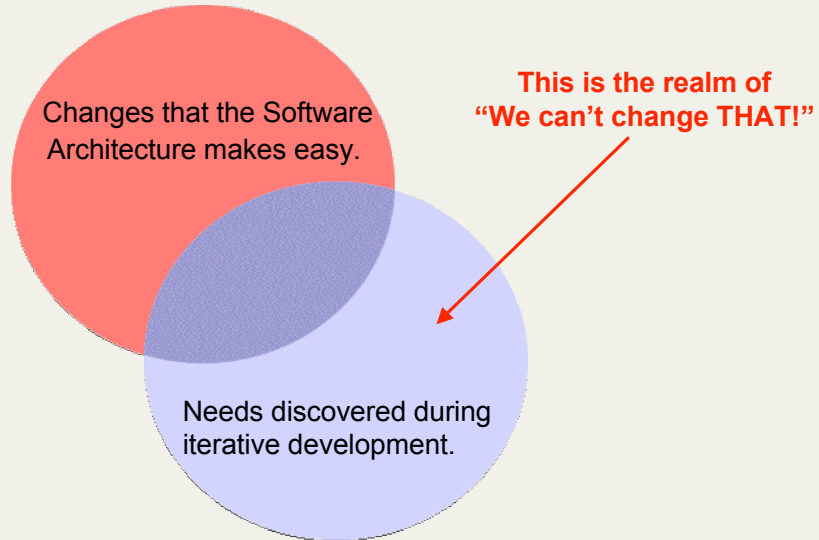 Changes that the Software
Architecture makes easy.
This is the realm of
“We can’t change THAT!”
Needs discovered during
iterative development.